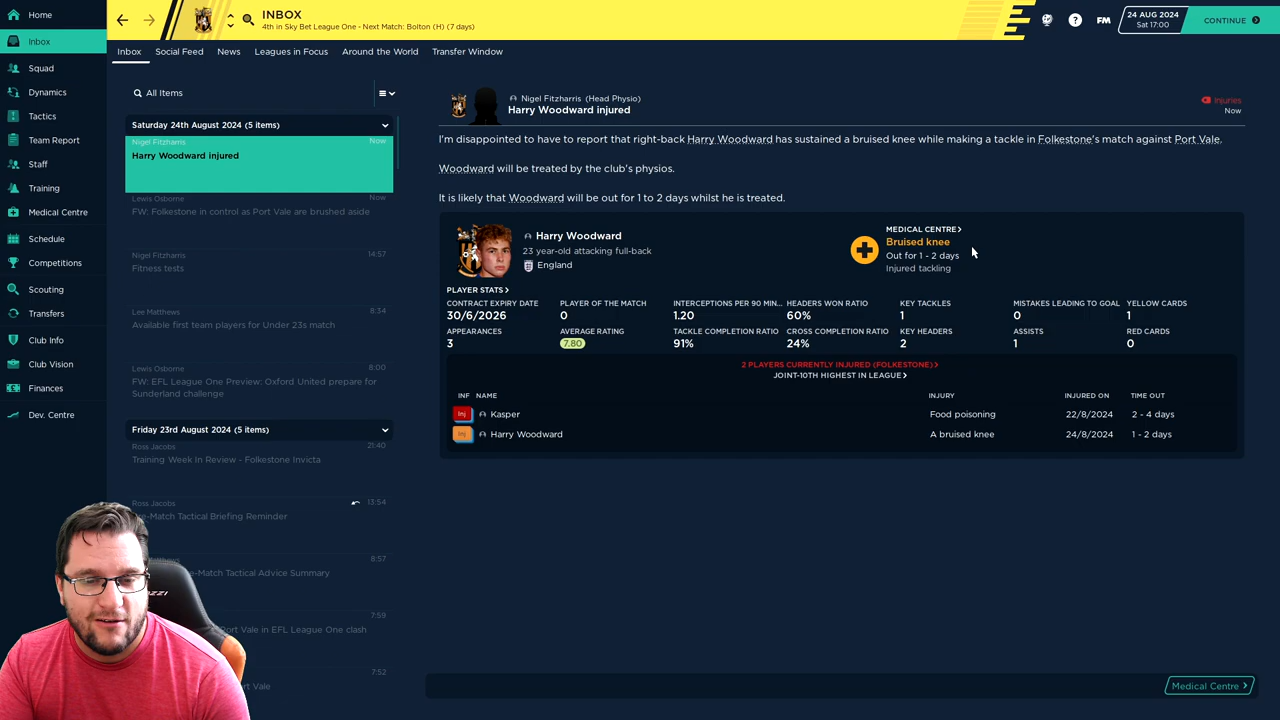 Home
Inbox
Squad
Dynamics
Tactics
Team Report
Staff
Training
Medical Centre
Schedule
Competitions
Scouting
Transfers
Club Info
Club Vision
Finances
Dev. Centre
INBOX
4th in Sky Bet League One - Next Match: Bolton (H) (7 days)
?
FM
24 AUG 2024
Sat 17:00
CONTINUE
Inbox
Social Feed
News
Leagues in Focus
Around the World
Transfer Window
All Items
Saturday 24th August 2024 (5 items)
Nigel Fitzharris Now
Harry Woodward injured
Lewis Osborne Now
FW: Folkestone in control as Port Vale are brushed aside
Nigel Fitzharris 14:57
Fitness tests
Lee Matthews 8:34
Available first team players for Under 23s match
Lewis Osborne 8:00
FW: EFL League One Preview: Oxford United prepare for
Sunderland challenge
Friday 23rd August 2024 (5 items)
Ross Jacobs 21:40
Training Week In Review - Folkestone Invicta
Ross Jacobs 13:54
Pre-Match Tactical Briefing Reminder
8:57
e-Match Tactical Advice Summary
7:59
Port Vale in EFL League One clash
7:52
t Vale
Nigel Fitzharris (Head Physio)
Harry Woodward injured
Injuries
Now
I'm disappointed to have to report that right-back Harry Woodward has sustained a bruised knee while making a tackle in Folkestone's match against Port Vale.
Woodward will be treated by the club's physios.
It is likely that Woodward will be out for 1 to 2 days whilst he is treated.
Harry Woodward
23 year-old attacking full-back
England
MEDICAL CENTRE
Bruised knee
Out for 1 - 2 days
Injured tackling
PLAYER STATS
CONTRACT EXPIRY DATE PLAYER OF THE MATCH INTERCEPTIONS PER 90 MIN... HEADERS WON RATIO KEY TACKLES MISTAKES LEADING TO GOAL YELLOW CARDS
30/6/2026 0 1.20 60% 1 0 1
APPEARANCES AVERAGE RATING TACKLE COMPLETION RATIO CROSS COMPLETION RATIO KEY HEADERS ASSISTS RED CARDS
3 7.80 91% 24% 2 1 0
2 PLAYERS CURRENTLY INJURED (FOLKESTONE)
JOINT-10TH HIGHEST IN LEAGUE
INF NAME INJURY INJURED ON TIME OUT
Inj Kasper Food poisoning 22/8/2024 2 - 4 days
Inj Harry Woodward A bruised knee 24/8/2024 1 - 2 days
Medical Centre